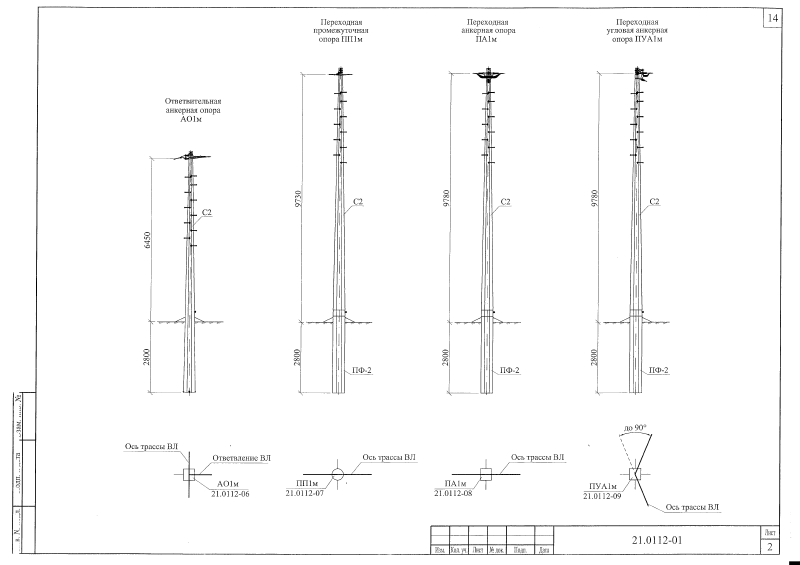 14
Переходная
промежуточная
опора ПП1м
Переходная
анкерная опора
ПА1м
Переходная
угловая анкерная
опора ПУА1м
Ответвительная
анкерная опора
АО1м
6450
2800
С2
9730
2800
С2
ПФ-2
9780
2800
С2
ПФ-2
9780
2800
С2
ПФ-2
Ось трассы ВЛ
Ответвление ВЛ
АО1м
21.0112-06
Ось трассы ВЛ
ПП1м
21.0112-07
Ось трассы ВЛ
ПА1м
21.0112-08
до 90°
ПУА1м
21.0112-09
Ось трассы ВЛ
Изм. Кол. уч. Лист № док. Подп. Дата
21.0112-01
Лист
2